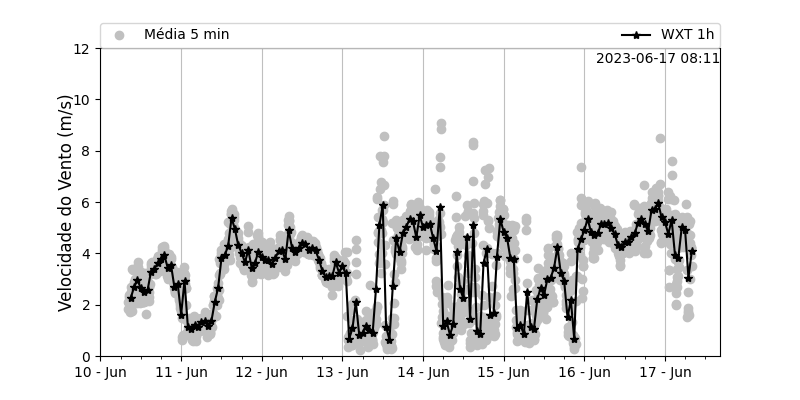 Média 5 min
WXT 1h
2023-06-17 08:11
Velocidade do Vento (m/s)
12
10
8
6
4
2
0
10 - Jun
11 - Jun
12 - Jun
13 - Jun
14 - Jun
15 - Jun
16 - Jun
17 - Jun